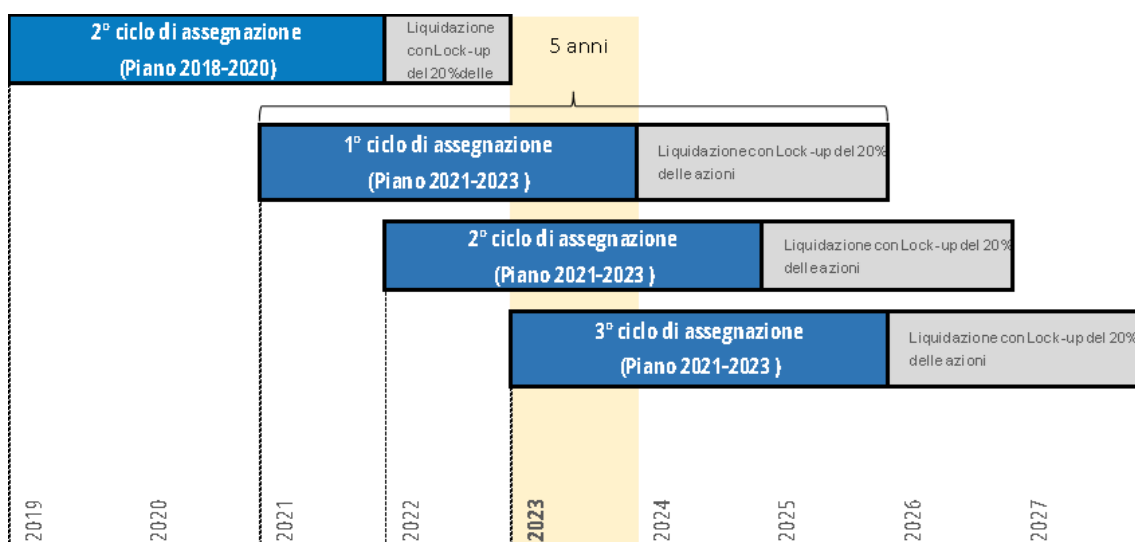 2° ciclo di assegnazione
(Piano 2018-2020)
Liquidazione
con Lock-up
del 20% delle
5 anni
1° ciclo di assegnazione
(Piano 2021-2023 )
Liquidazione con Lock-up del 20%
delle azioni
2° ciclo di assegnazione
(Piano 2021-2023 )
Liquidazione con Lock-up del 20%
delle azioni
3° ciclo di assegnazione
(Piano 2021-2023 )
Liquidazione con Lock-up del 20%
delle azioni
2019
2020
2021
2022
2023
2024
2025
2026
2027